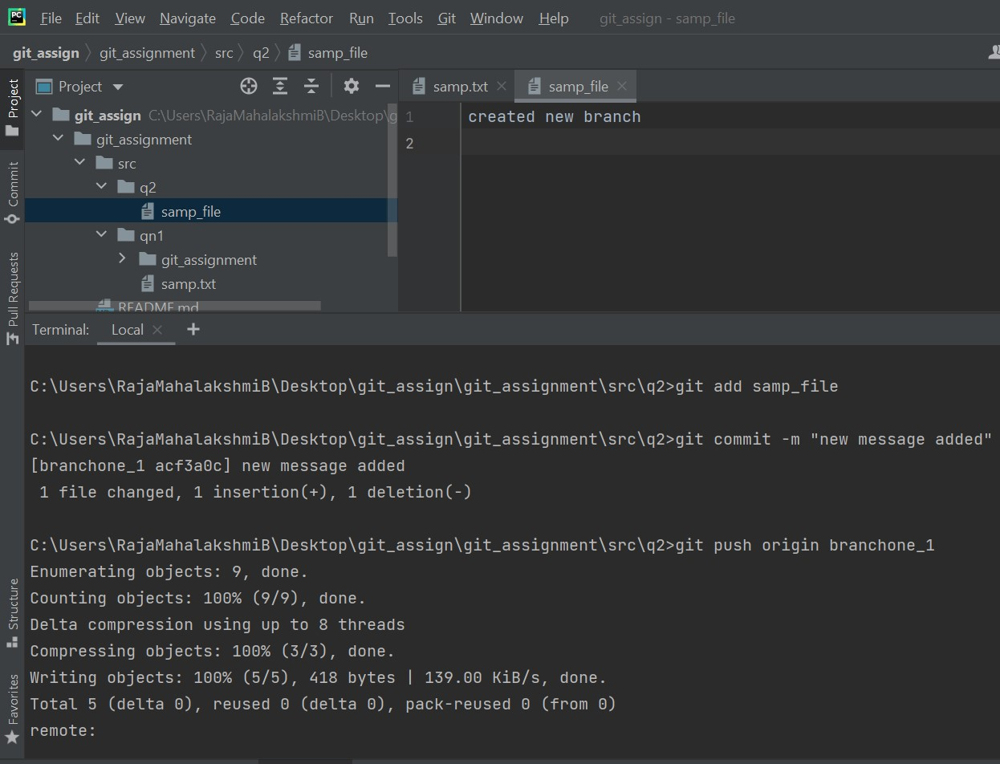 PC File Edit View Navigate Code Refactor Run Tools Git Window Help git_assign - samp_file
git_assign git_assignment src q2 samp_file
Project
samp.txt samp_file
git_assign C:\Users\RajaMahalakshmiB\Desktop\g
git_assignment
src
q2
samp_file
qn1
git_assignment
samp.txt
README.md
1 created new branch
2
Project
Commit
Pull Requests
Structure
Favorites
Terminal: Local
C:\Users\RajaMahalakshmiB\Desktop\git_assign\git_assignment\src\q2>git add samp_file
C:\Users\RajaMahalakshmiB\Desktop\git_assign\git_assignment\src\q2>git commit -m "new message added"
[branchone_1 acf3a0c] new message added
1 file changed, 1 insertion(+), 1 deletion(-)
C:\Users\RajaMahalakshmiB\Desktop\git_assign\git_assignment\src\q2>git push origin branchone_1
Enumerating objects: 9, done.
Counting objects: 100% (9/9), done.
Delta compression using up to 8 threads
Compressing objects: 100% (3/3), done.
Writing objects: 100% (5/5), 418 bytes | 139.00 KiB/s, done.
Total 5 (delta 0), reused 0 (delta 0), pack-reused 0 (from 0)
remote: